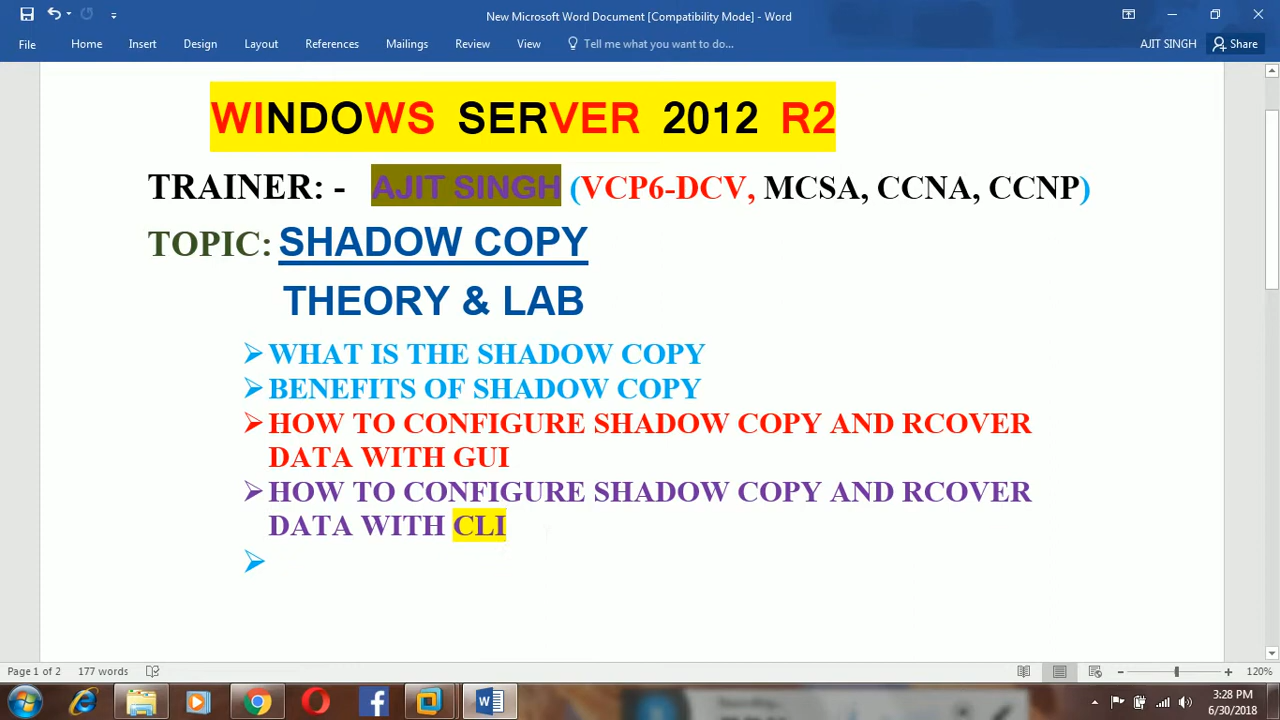 New Microsoft Word Document [Compatibility Mode] - Word
File Home Insert Design Layout References Mailings Review View Tell me what you want to do... AJIT SINGH Share
WINDOWS SERVER 2012 R2
TRAINER: - AJIT SINGH (VCP6-DCV, MCSA, CCNA, CCNP)
TOPIC: SHADOW COPY
THEORY & LAB
WHAT IS THE SHADOW COPY
BENEFITS OF SHADOW COPY
HOW TO CONFIGURE SHADOW COPY AND RCOVER
DATA WITH GUI
HOW TO CONFIGURE SHADOW COPY AND RCOVER
DATA WITH CLI
Page 1 of 2 177 words 120%
3:28 PM
6/30/2018